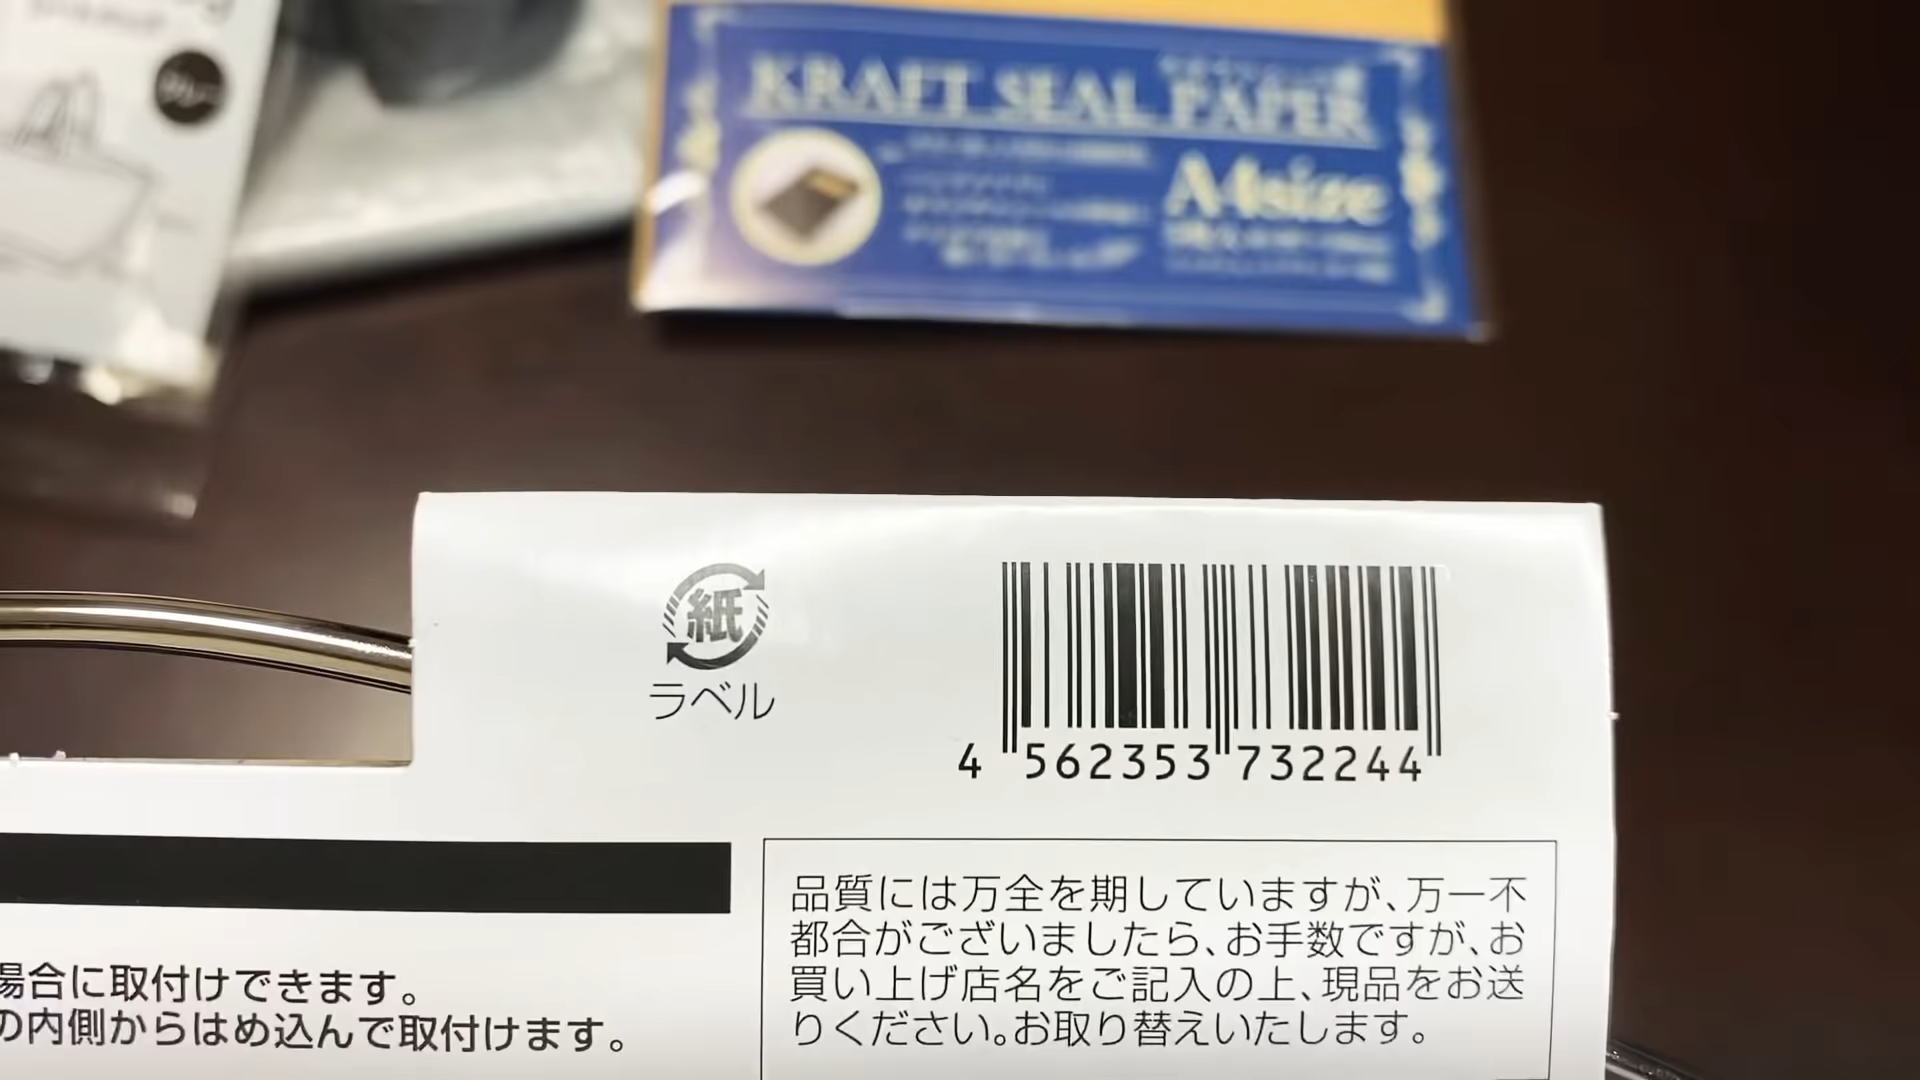 KRAFT SEAL PAPER
A4size
グレー
紙
ラベル
4 562353 732244
品質には万全を期していますが、万一不
都合がございましたら、お手数ですが、お
買い上げ店名をご記入の上、現品をお送
りください。お取り替えいたします。
場合に取付けできます。
の内側からはめ込んで取付けます。